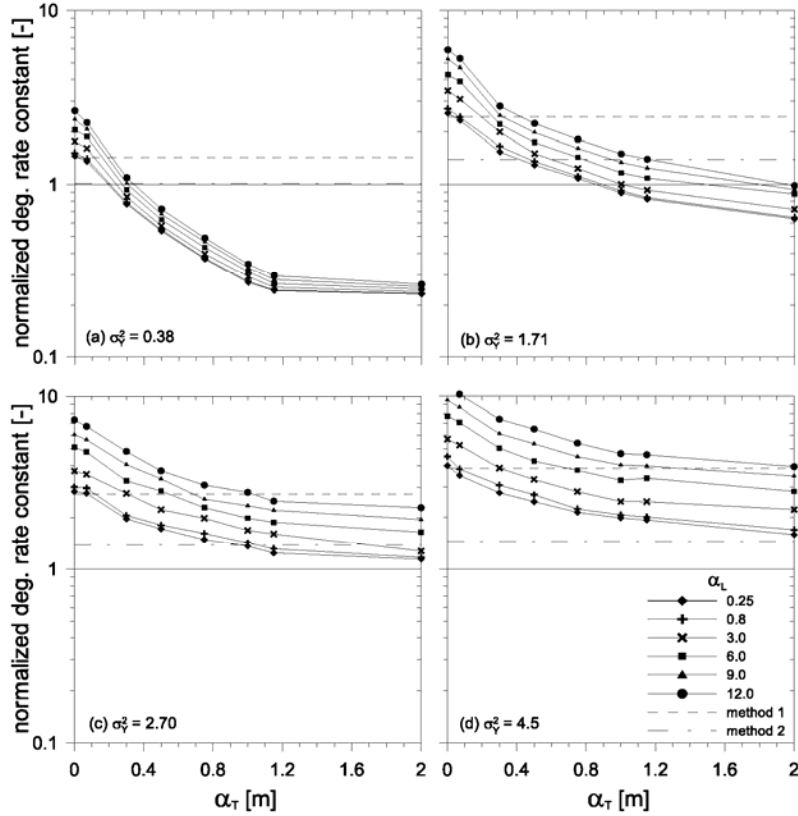 normalized deg. rate constant [-]
10
1
0.1
(a) σ²Y = 0.38
(b) σ²Y = 1.71
normalized deg. rate constant [-]
10
1
0.1
(c) σ²Y = 2.70
(d) σ²Y = 4.5
αL
0.25
0.8
3.0
6.0
9.0
12.0
method 1
method 2
0 0.4 0.8 1.2 1.6 2
0 0.4 0.8 1.2 1.6 2
αT [m]
αT [m]